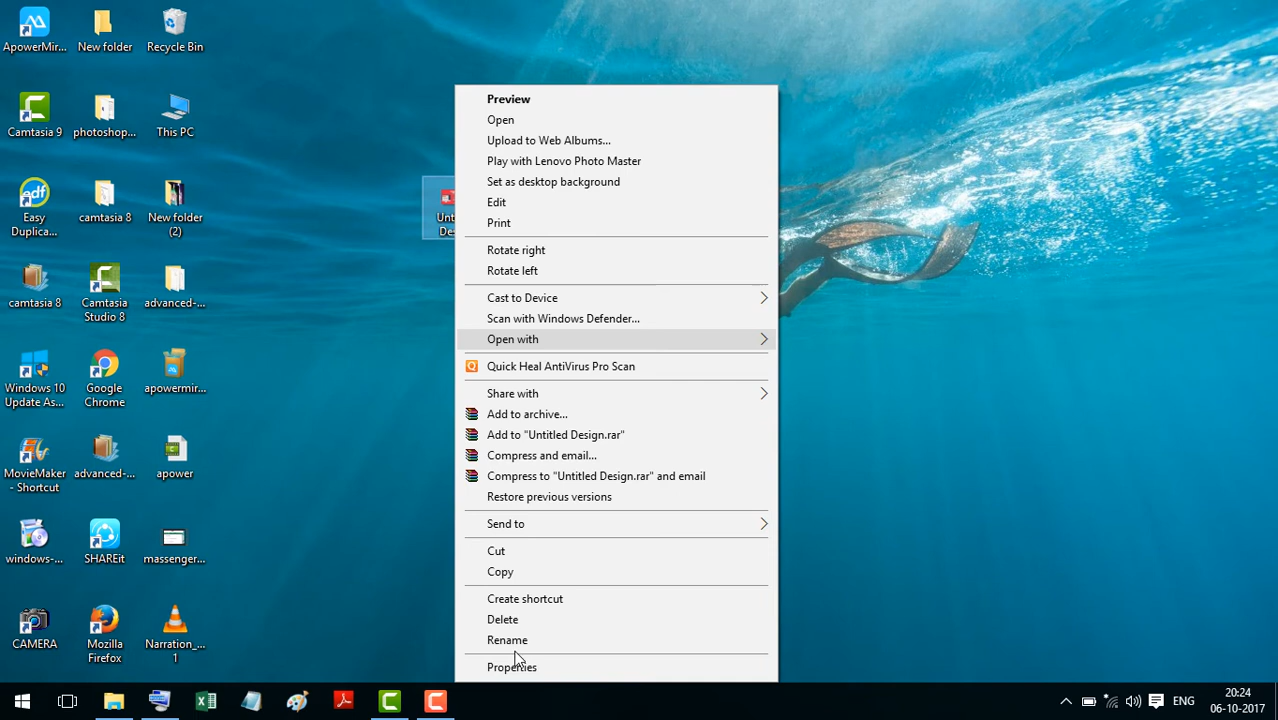 ApowerMir...
New folder
Recycle Bin
Camtasia 9
photoshop...
This PC
edf
Easy
Duplica...
camtasia 8
New folder
(2)
camtasia 8
Camtasia
Studio 8
advanced-...
Windows 10
Update As...
Google
Chrome
apowermir...
MovieMaker
- Shortcut
advanced-...
apower
windows-...
SHAREit
massenger...
CAMERA
Mozilla
Firefox
Narration_...
1
Unt
De
Preview
Open
Upload to Web Albums...
Play with Lenovo Photo Master
Set as desktop background
Edit
Print
Rotate right
Rotate left
Cast to Device
Scan with Windows Defender...
Open with
Quick Heal AntiVirus Pro Scan
Share with
Add to archive...
Add to "Untitled Design.rar"
Compress and email...
Compress to "Untitled Design.rar" and email
Restore previous versions
Send to
Cut
Copy
Create shortcut
Delete
Rename
Properties
ENG
20:24
06-10-2017